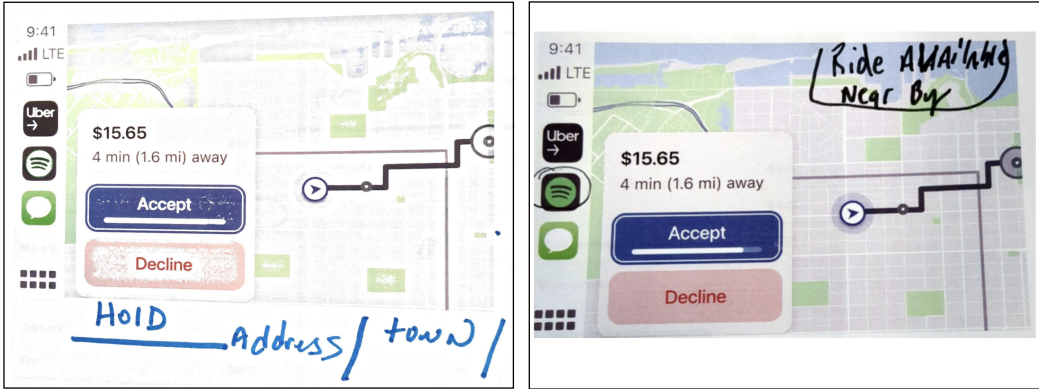 9:41
LTE
Uber
$15.65
4 min (1.6 mi) away
Accept
Decline
HOlD
Address / town /
9:41
LTE
Ride
Near By
Uber
$15.65
4 min (1.6 mi) away
Accept
Decline